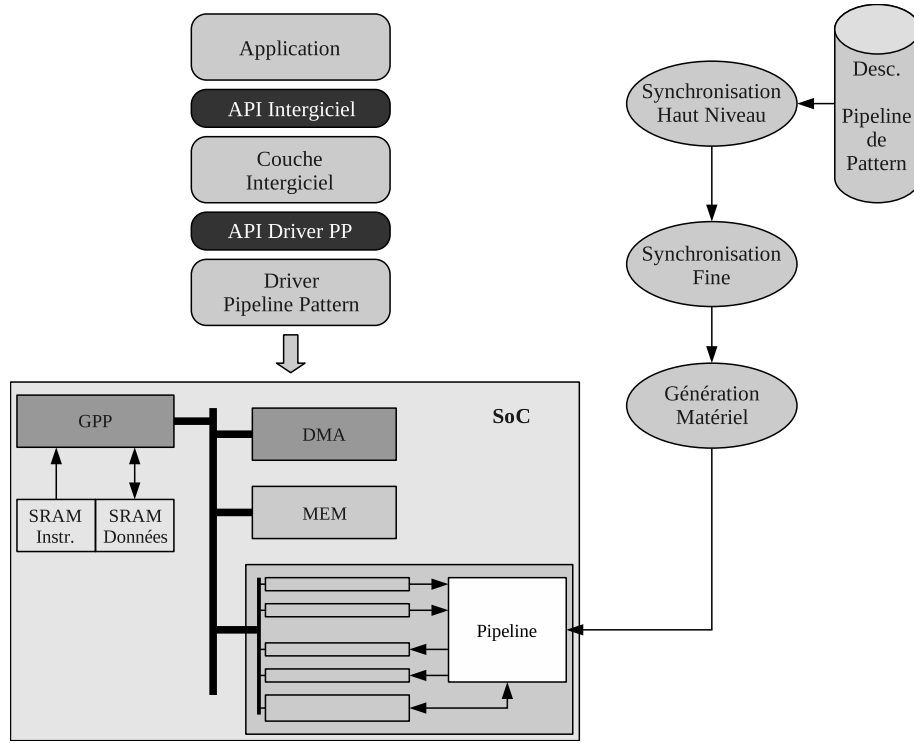 Application
API Intergiciel
Couche
Intergiciel
API Driver PP
Driver
Pipeline Pattern
Synchronisation
Haut Niveau
Desc.
Pipeline
de
Pattern
Synchronisation
Fine
Génération
Matériel
SoC
GPP
DMA
SRAM
Instr.
SRAM
Données
MEM
Pipeline